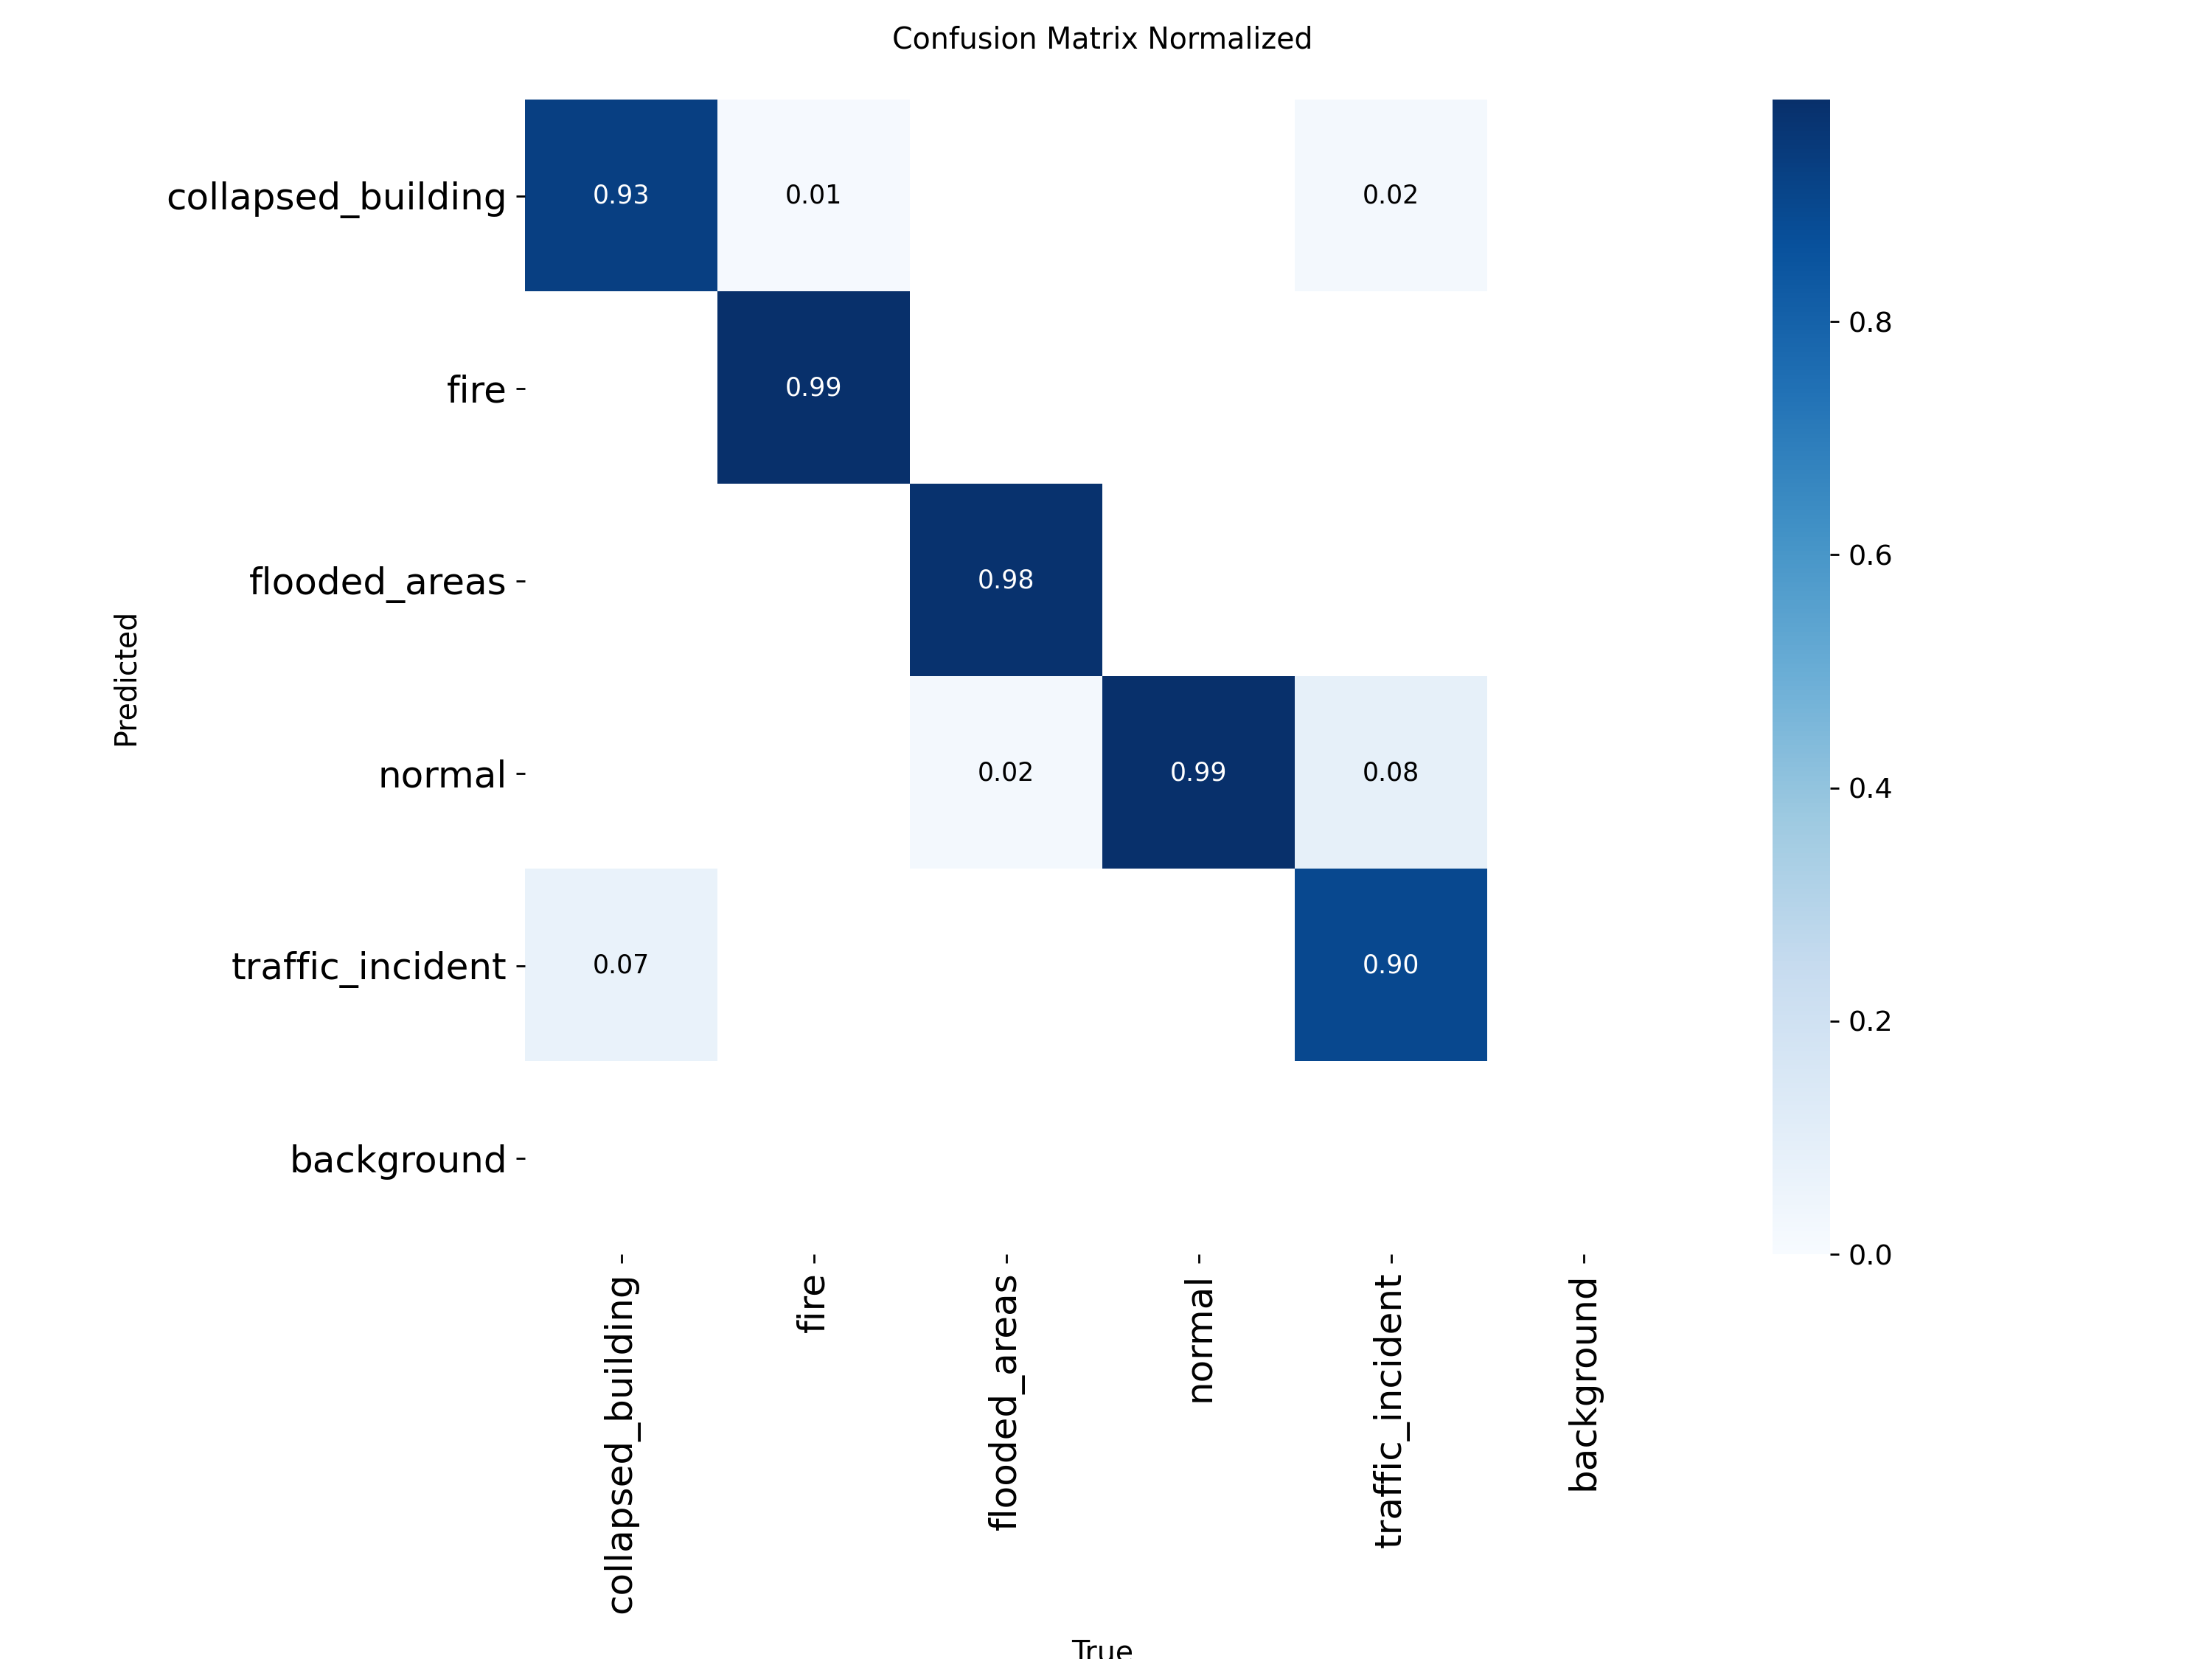 Confusion Matrix Normalized
collapsed_building
0.93
0.01
0.02
fire
0.99
0.8
flooded_areas
0.98
0.6
Predicted
normal
0.02
0.99
0.08
0.4
traffic_incident
0.07
0.90
0.2
background
0.0
collapsed_building
fire
flooded_areas
normal
traffic_incident
background
True